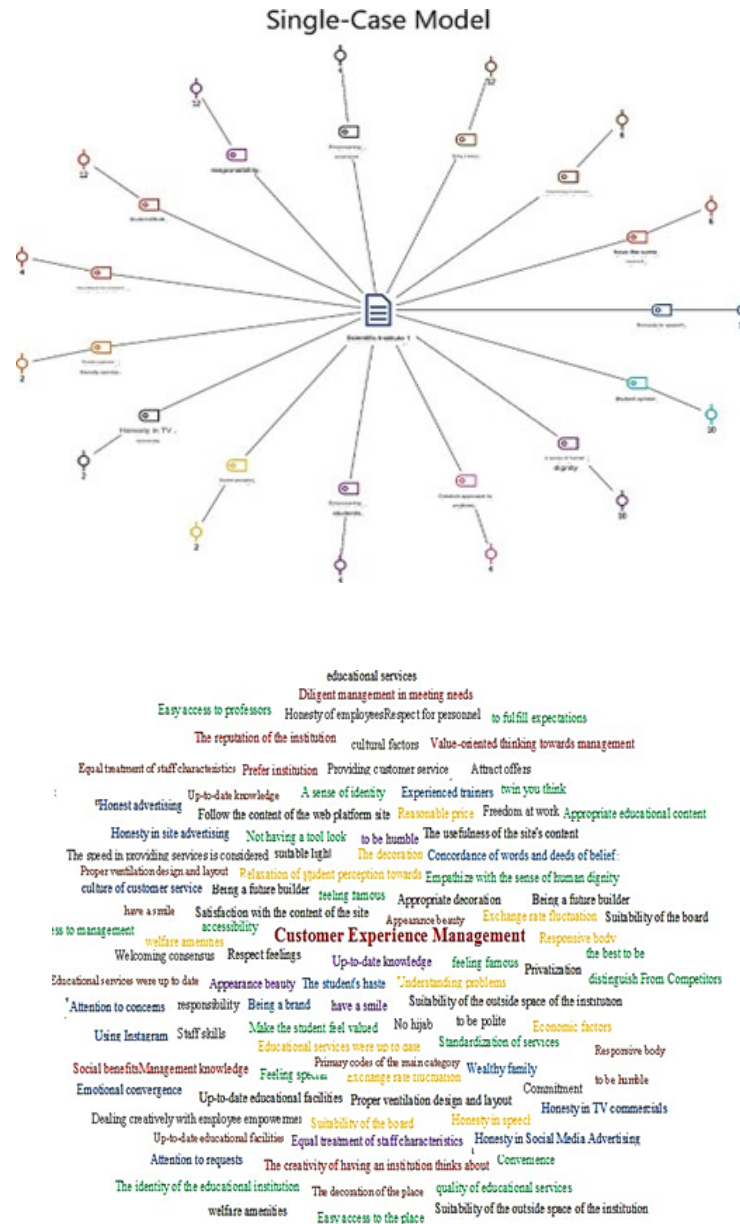 Single-Case Model
12
responsibility.
12
6
6
have the same
12
4
Scientific Institute 1
2
Honesty in TV
2
students.
dignity
10
10
2
4
4
educational services
Diligent management in meeting needs
Easy access to professors Honesty of employeesRespect for personnel to fulfill expectations
The reputation of the institution cultural factors Value-oriented thinking towards management
Equal treatment of staff characteristics Prefer institution Providing customer service Attract offers
Up-to-date knowledge A sense of identity Experienced trainers twin you think
"Honest advertising Follow the content of the web platform site Reasonable price Freedom at work Appropriate educational content
Honesty in site advertising Not having a tool look to be humble The usefulness of the site's content
The speed in providing services is considered suitable light The decoration Concordance of words and deeds of belief:
Proper ventilation design and layout Relaxation of student perception towards Empathize with the sense of human dignity
culture of customer service Being a future builder feeling famous Appropriate decoration Being a future builder
have a smile Satisfaction with the content of the site Appearance beauty Exchange rate fluctuation Suitability of the board
ess to management welfare amenities accessibility Customer Experience Management Responsive body
Welcoming consensus Respect feelings Up-to-date knowledge feeling famous Privatization the best to be
Educational services were up to date Appearance beauty The student's haste Understanding problems distinguish From Competitors
'Attention to concerns responsibility Being a brand have a smile Suitability of the outside space of the institution
Using Instagram Staff skills Make the student feel valued No hijab to be polite Economic factors
Educational services were up to date Standardization of services
Social benefitsManagement knowledge Primary codes of the main category Wealthy family Responsive body
Emotional convergence Feeling Exchange rate fluctuation Commitment to be humble
Up-to-date educational facilities Proper ventilation design and layout Honesty in TV commercials
Dealing creatively with employee Suitability of the board Honesty in speech
Up-to-date educational facilities Equal treatment of staff characteristics Honesty in Social Media Advertising
Attention to requests The creativity of having an institution thinks about Convenience
The identity of the educational institution The decoration of the place quality of educational services
welfare amenities Easy access to the place Suitability of the outside space of the institution